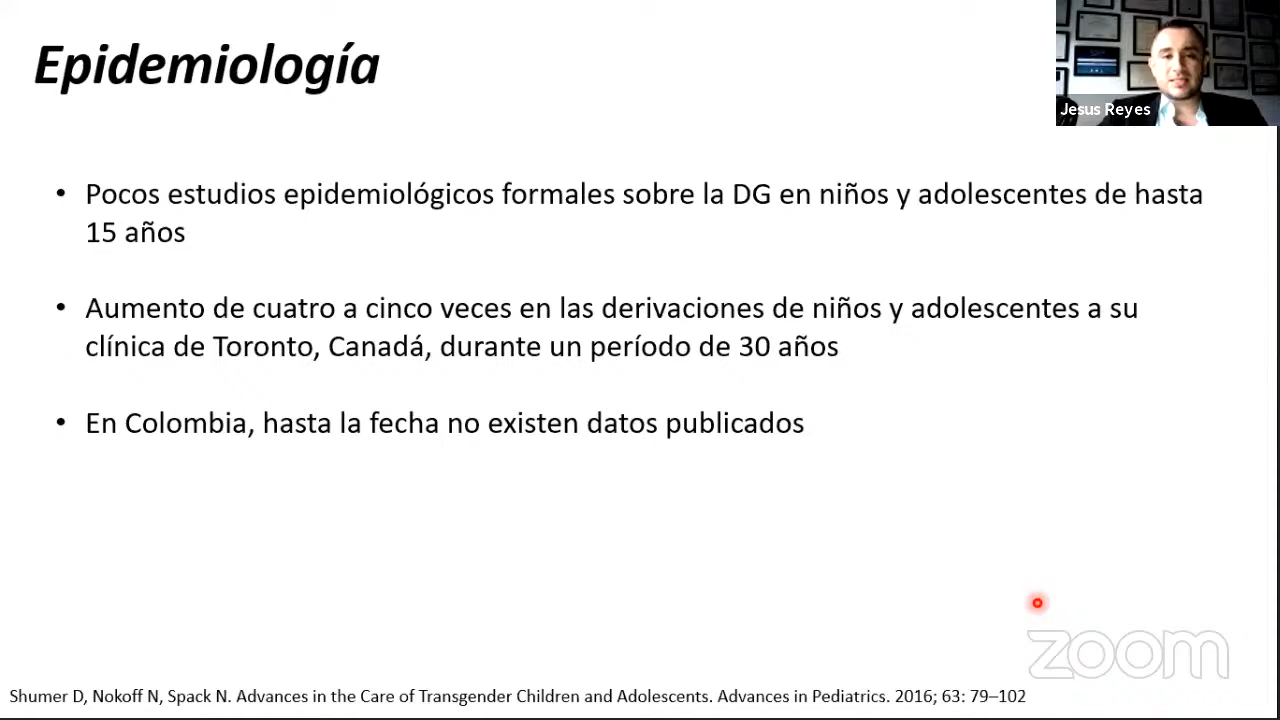 Epidemiología
Jesus Reyes
• Pocos estudios epidemiológicos formales sobre la DG en niños y adolescentes de hasta
15 años
• Aumento de cuatro a cinco veces en las derivaciones de niños y adolescentes a su
clínica de Toronto, Canadá, durante un período de 30 años
• En Colombia, hasta la fecha no existen datos publicados
zoom
Shumer D, Nokoff N, Spack N. Advances in the Care of Transgender Children and Adolescents. Advances in Pediatrics. 2016; 63: 79–102